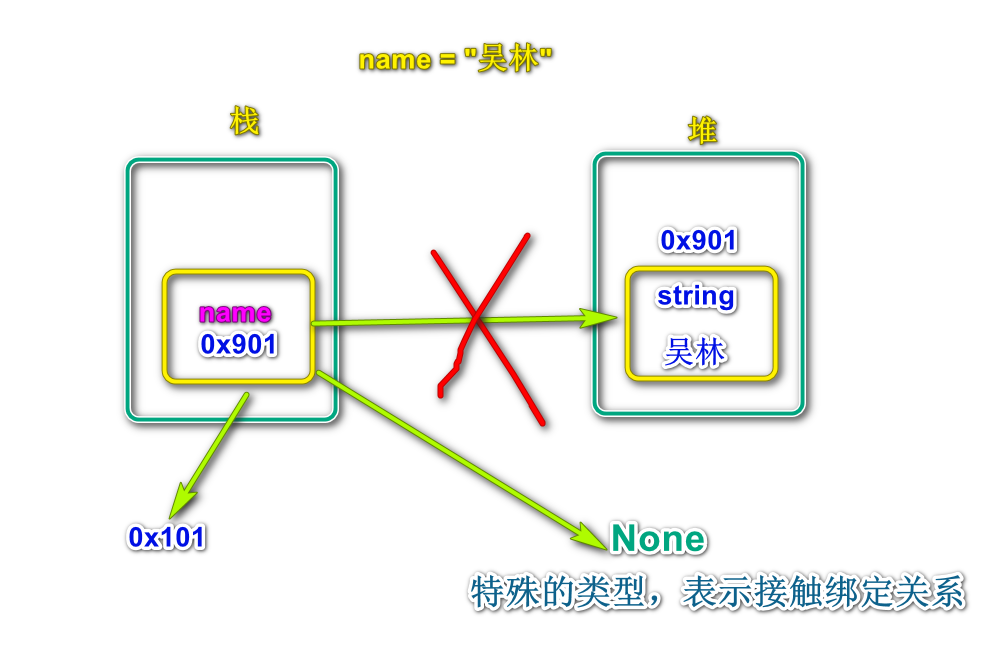 name = "吴林"
栈
堆
0x901
string
吴林
name
0x901
0x101
None
特殊的类型，表示接触绑定关系